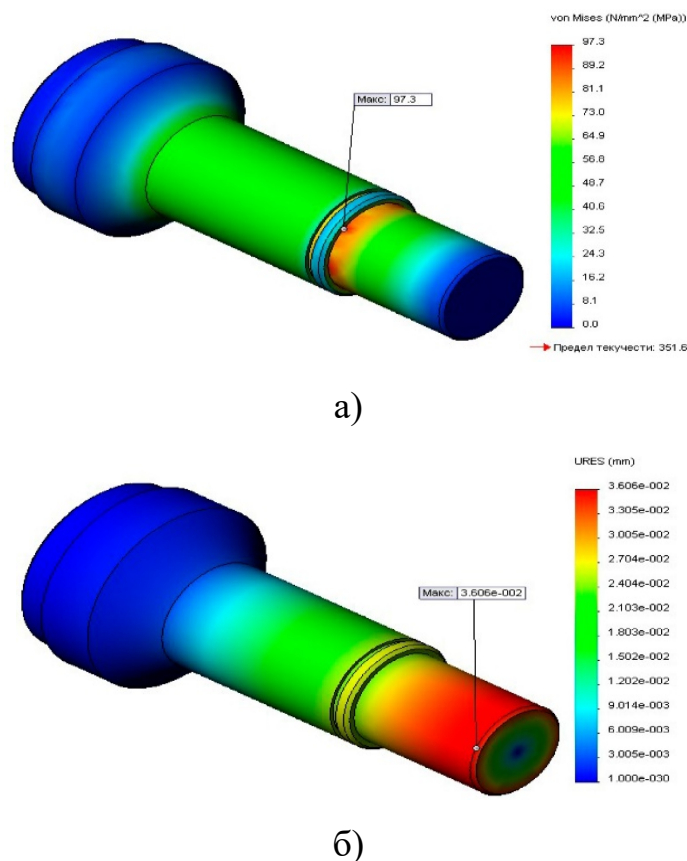 von Mises (N/mm^2 (MPa))
97.3
89.2
81.1
73.0
64.9
56.8
48.7
40.6
32.5
24.3
16.2
8.1
0.0
Макс: 97.3
Предел текучести: 351.6
а)
URES (mm)
3.606e-002
3.305e-002
3.005e-002
2.704e-002
2.404e-002
2.103e-002
1.803e-002
1.502e-002
1.202e-002
9.014e-003
6.009e-003
3.005e-003
1.000e-030
Макс: 3.606e-002
б)